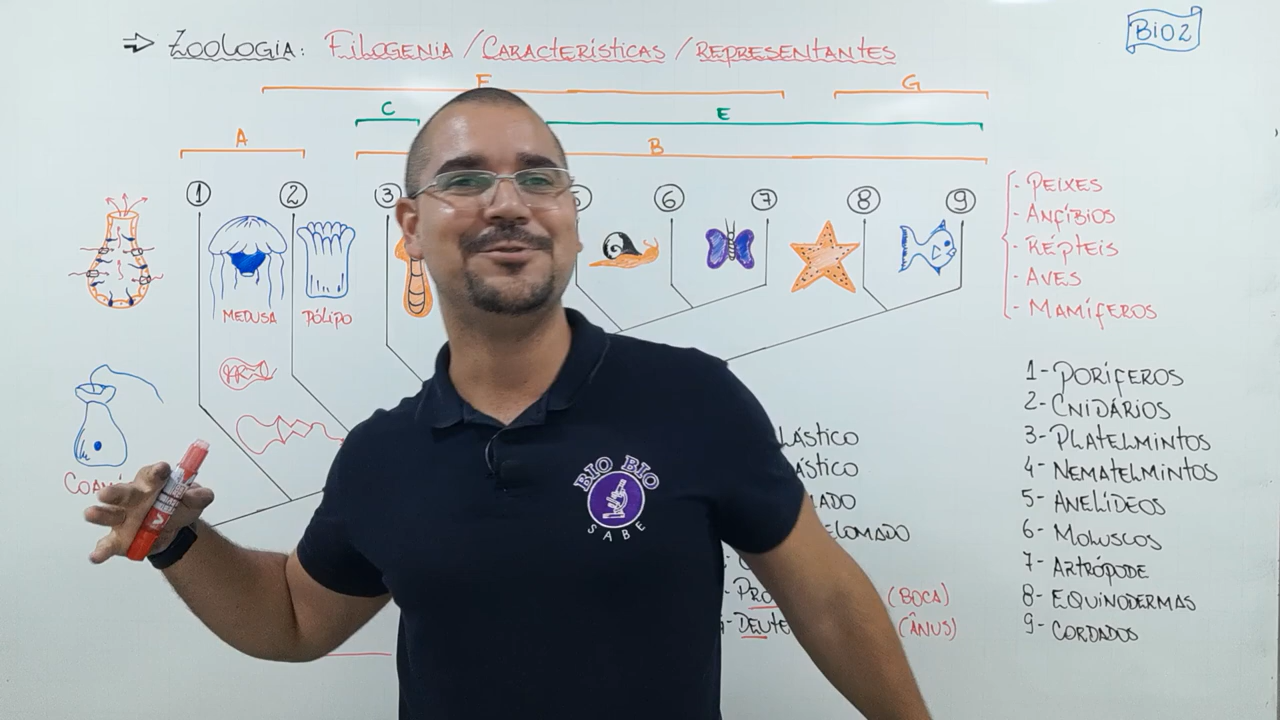 ⇒ ZOOLOGIA: FILOGENIA / CARACTERÍSTICAS / REPRESENTANTES
BIO2
F
G
C
E
A
B
1 2 3 6 7 8 9
MEDUSA PÓLIPO
- PEIXES
- ANFÍBIOS
- RÉPTEIS
- AVES
- MAMÍFEROS
1- PORÍFEROS
2- CNIDÁRIOS
3- PLATELMINTOS
4- NEMATELMINTOS
5- ANELÍDEOS
6- MOLUSCOS
7- ARTRÓPODE
8- EQUINODERMAS
9- CORDADOS
(BOCA)
(ÂNUS)
BIO BIO
SABE